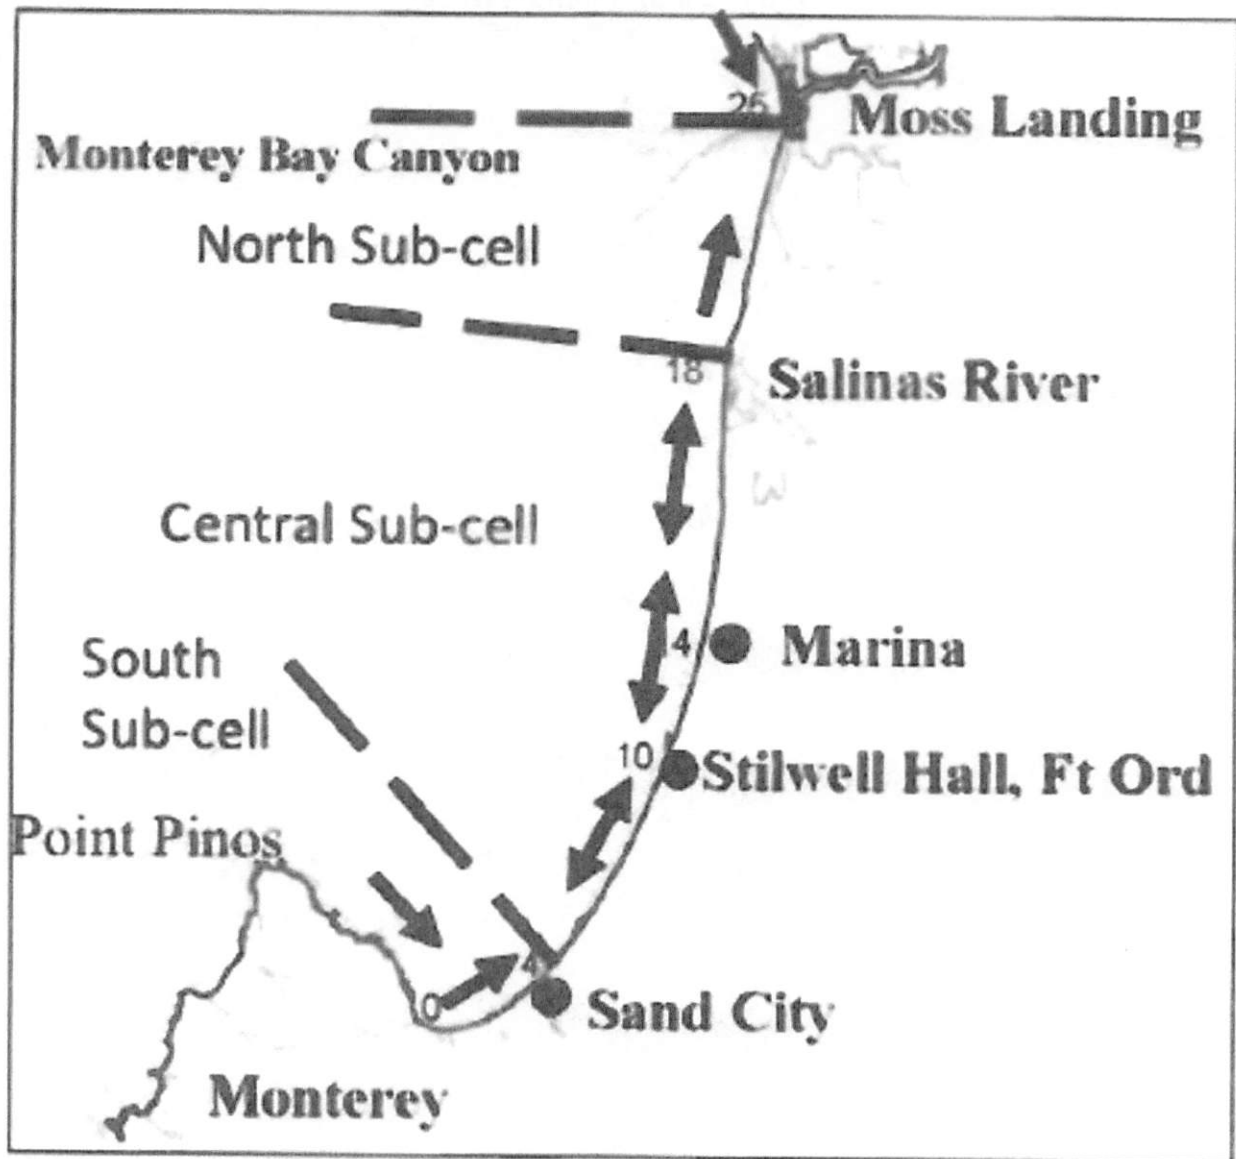 26
Moss Landing
Monterey Bay Canyon
North Sub-cell
18
Salinas River
Central Sub-cell
4
Marina
South
Sub-cell
10
Stilwell Hall, Ft Ord
Point Pinos
4
0
Sand City
Monterey